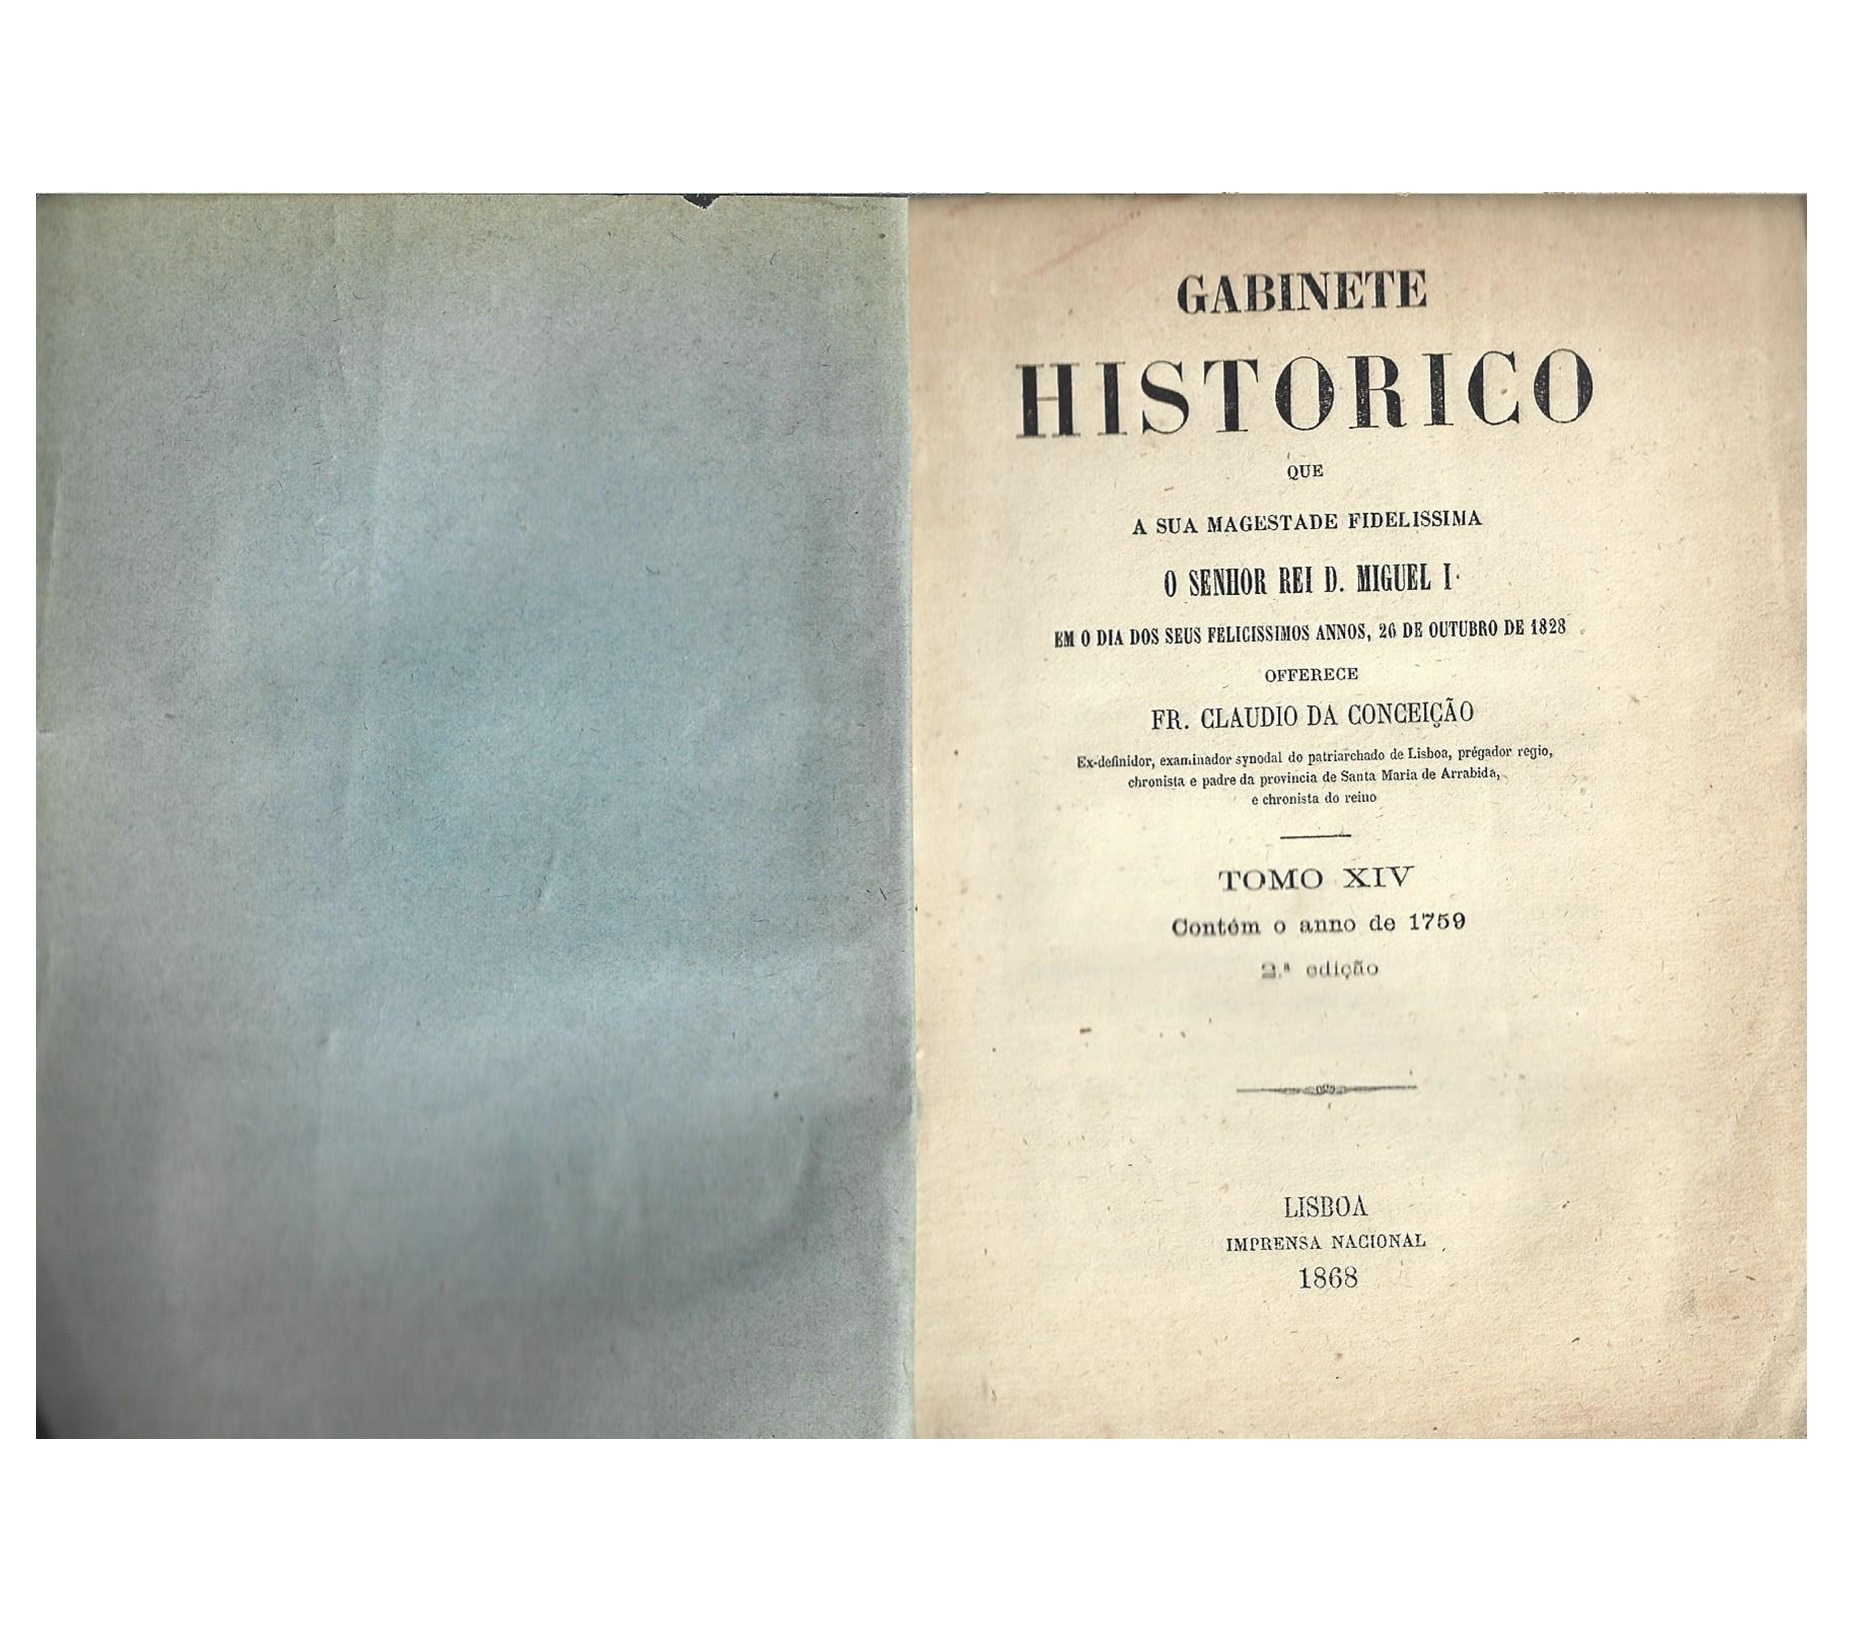 GABINETE
HISTORICO
QUE
A SUA MAGESTADE FIDELISSIMA
O SENHOR REI D. MIGUEL I
EM O DIA DOS SEUS FELICISSIMOS ANNOS, 26 DE OUTUBRO DE 1828
OFFERECE
FR. CLAUDIO DA CONCEIÇÃO
Ex-definidor, examinador synodal do patriarchado de Lisboa, prégador regio,
chronista e padre da provincia de Santa Maria de Arrabida,
e chronista do reino
TOMO XIV
Contém o anno de 1759
2.ª edição
LISBOA
IMPRENSA NACIONAL
1868